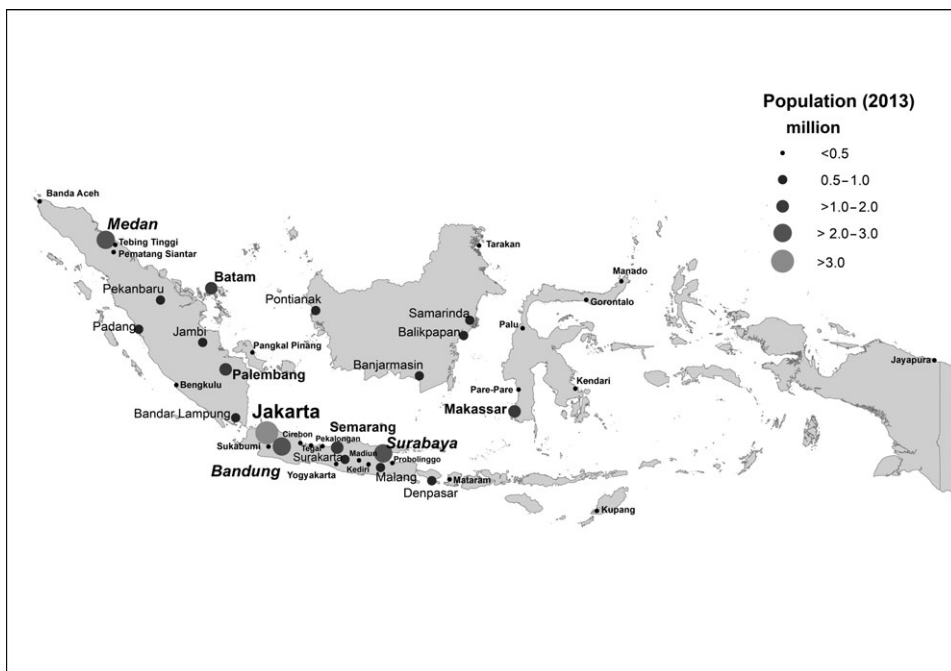 Population (2013)
million
<0.5
0.5–1.0
>1.0–2.0
> 2.0–3.0
>3.0
Banda Aceh
Medan
Tebing Tinggi
Pematang Siantar
Tarakan
Batam
Manado
Pekanbaru
Pontianak
Gorontalo
Samarinda
Padang
Jambi
Balikpapan
Palu
Pangkal Pinang
Jayapura
Palembang
Banjarmasin
Bengkulu
Pare-Pare
Kendari
Bandar Lampung
Jakarta
Makassar
Semarang
Cirebon
Pekalongan
Surabaya
Sukabumi
Tegal
Madiun
Surakarta
Probolinggo
Bandung
Yogyakarta
Kediri
Malang
Mataram
Denpasar
Kupang